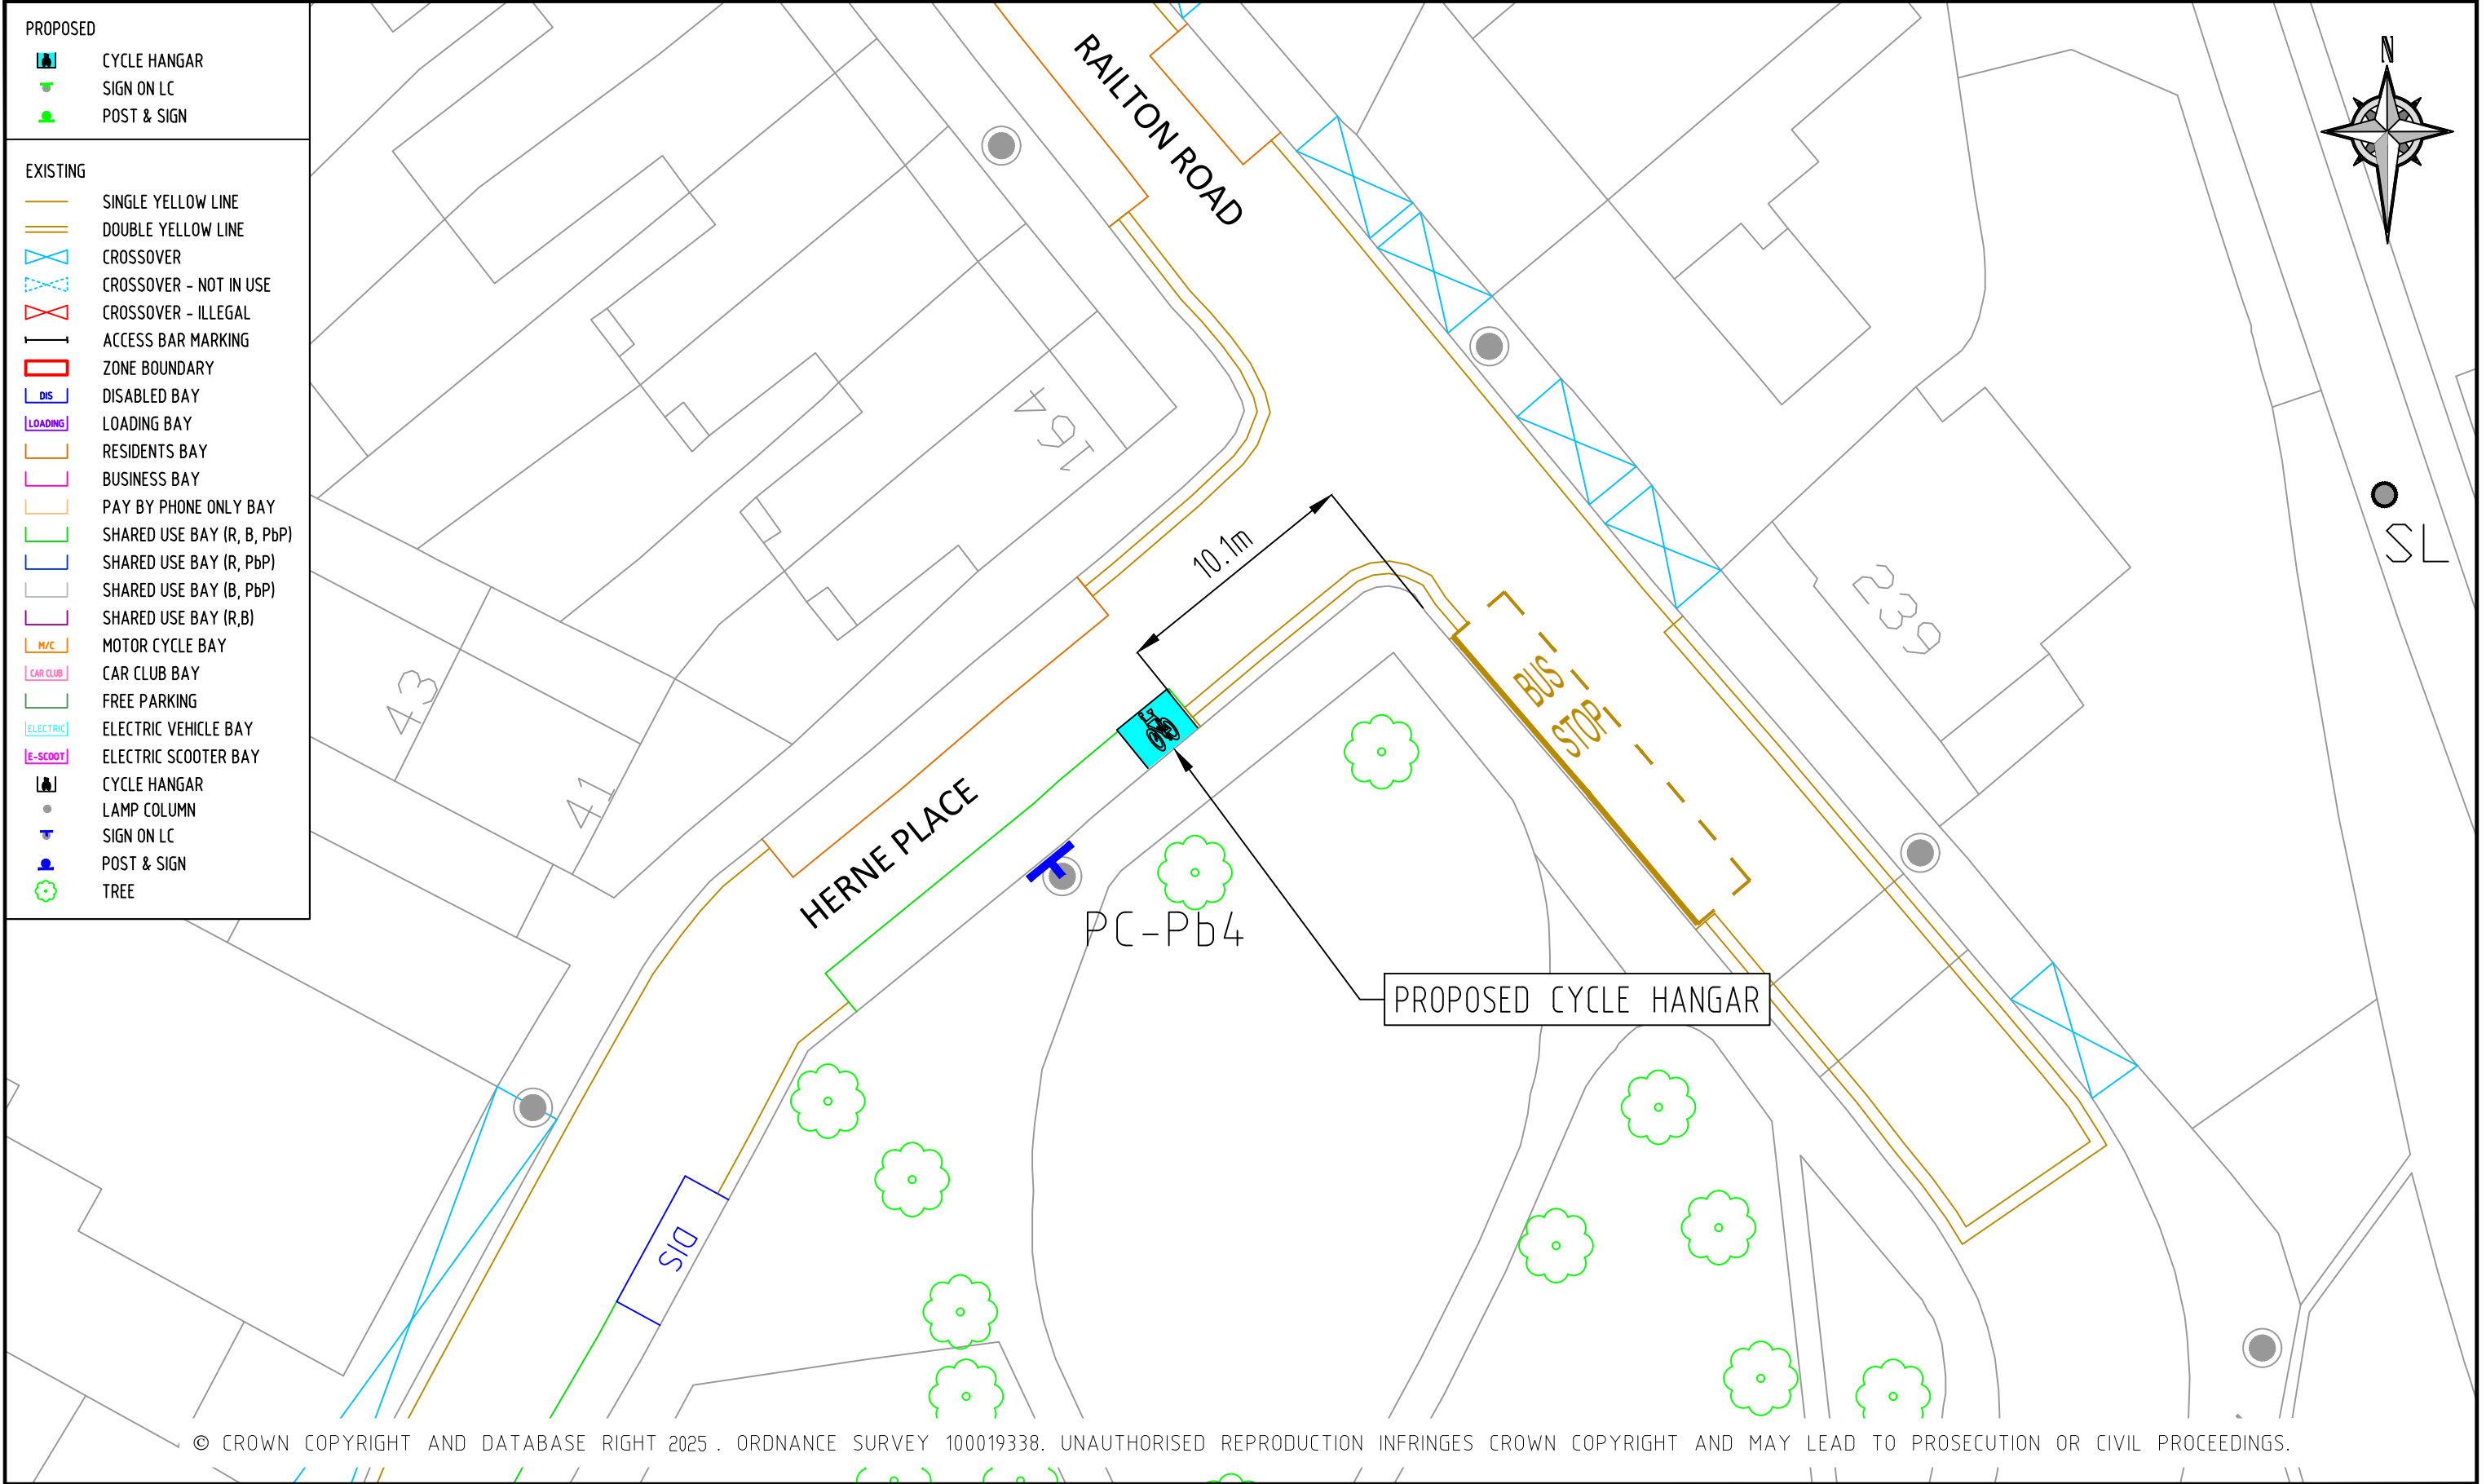 PROPOSED
CYCLE HANGAR
SIGN ON LC
POST & SIGN
EXISTING
SINGLE YELLOW LINE
DOUBLE YELLOW LINE
CROSSOVER
CROSSOVER - NOT IN USE
CROSSOVER - ILLEGAL
ACCESS BAR MARKING
ZONE BOUNDARY
DIS DISABLED BAY
LOADING LOADING BAY
RESIDENTS BAY
BUSINESS BAY
PAY BY PHONE ONLY BAY
SHARED USE BAY (R, B, PbP)
SHARED USE BAY (R, PbP)
SHARED USE BAY (B, PbP)
SHARED USE BAY (R,B)
M/C MOTOR CYCLE BAY
CAR CLUB CAR CLUB BAY
FREE PARKING
ELECTRIC ELECTRIC VEHICLE BAY
E-SCOOT ELECTRIC SCOOTER BAY
CYCLE HANGAR
LAMP COLUMN
SIGN ON LC
POST & SIGN
TREE
RAILTON ROAD
N
194
10.1m
SL
239
43
41
BUS
STOP
HERNE PLACE
PC-Pb4
PROPOSED CYCLE HANGAR
DIS
© CROWN COPYRIGHT AND DATABASE RIGHT 2025 . ORDNANCE SURVEY 100019338. UNAUTHORISED REPRODUCTION INFRINGES CROWN COPYRIGHT AND MAY LEAD TO PROSECUTION OR CIVIL PROCEEDINGS.